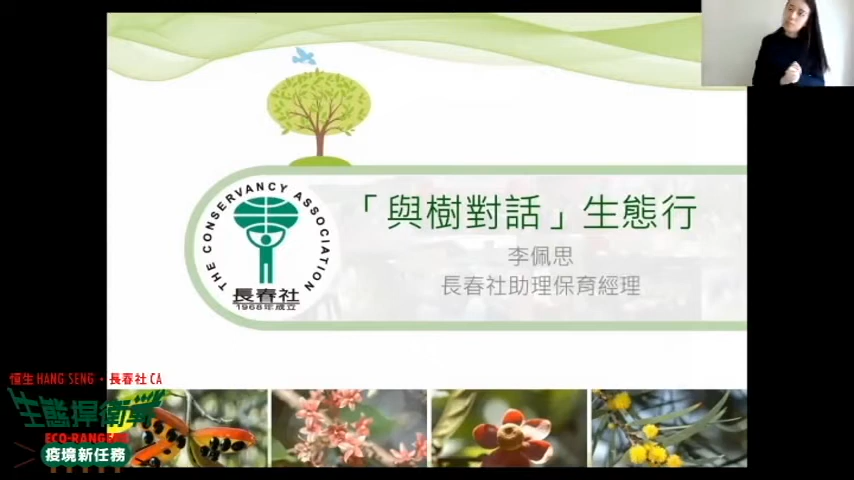 「與樹對話」生態行
李佩思
長春社助理保育經理
THE CONSERVANCY ASSOCIATION
長春社
1968年成立
恒生 HANG SENG · 長春社 CA
生態捍衛軍
ECO-RANGERS
疫境新任務